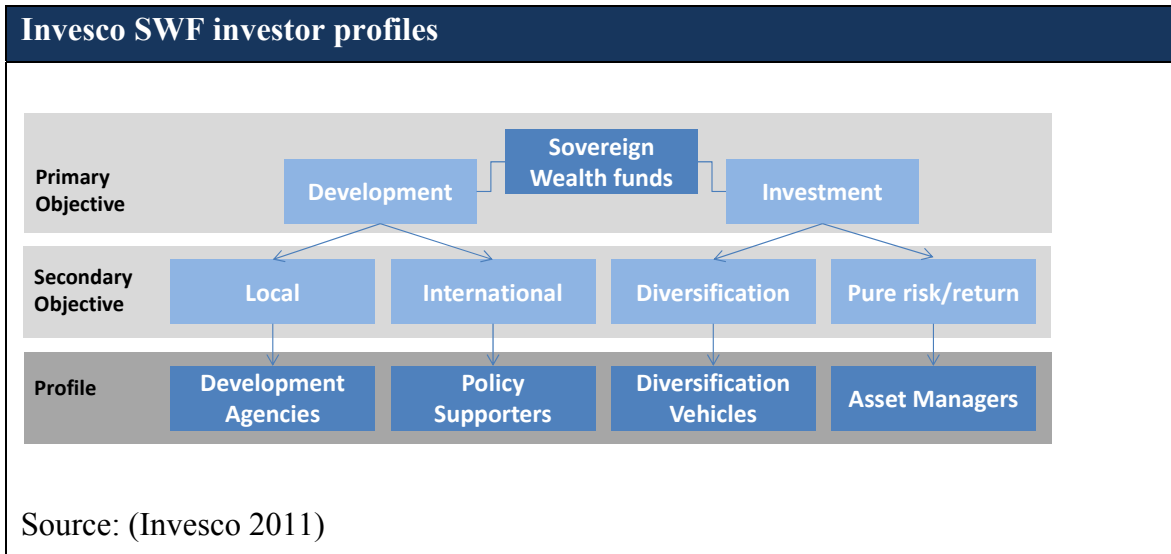 Invesco SWF investor profiles
Sovereign
Wealth funds
Primary
Objective
Development
Investment
Secondary
Objective
Local
International
Diversification
Pure risk/return
Profile
Development
Agencies
Policy
Supporters
Diversification
Vehicles
Asset Managers
Source: (Invesco 2011)